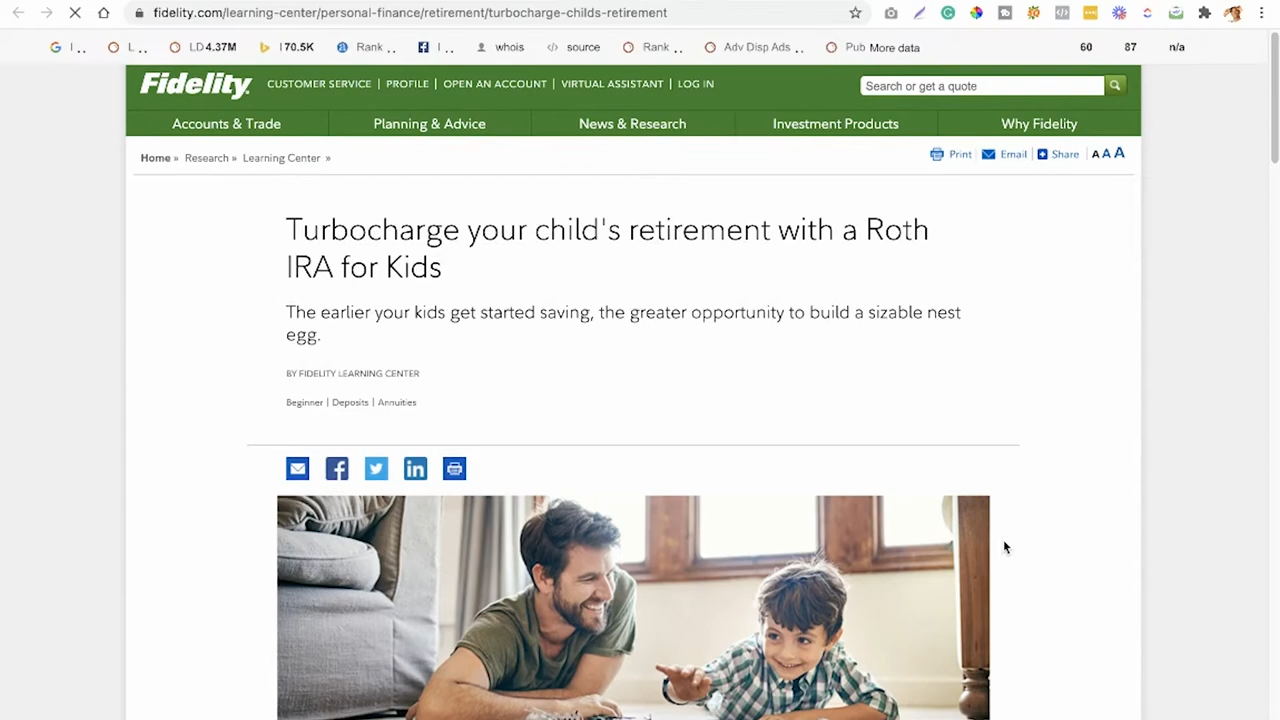 fidelity.com/learning-center/personal-finance/retirement/turbocharge-childs-retirement
I .. L .. LD 4.37M I 70.5K Rank .. I .. whois source Rank .. Adv Disp Ads .. Pub More data 60 87 n/a
Fidelity CUSTOMER SERVICE | PROFILE | OPEN AN ACCOUNT | VIRTUAL ASSISTANT | LOG IN Search or get a quote
Accounts & Trade Planning & Advice News & Research Investment Products Why Fidelity
Home » Research » Learning Center » Print Email Share A A A
Turbocharge your child's retirement with a Roth
IRA for Kids
The earlier your kids get started saving, the greater opportunity to build a sizable nest
egg.
BY FIDELITY LEARNING CENTER
Beginner | Deposits | Annuities